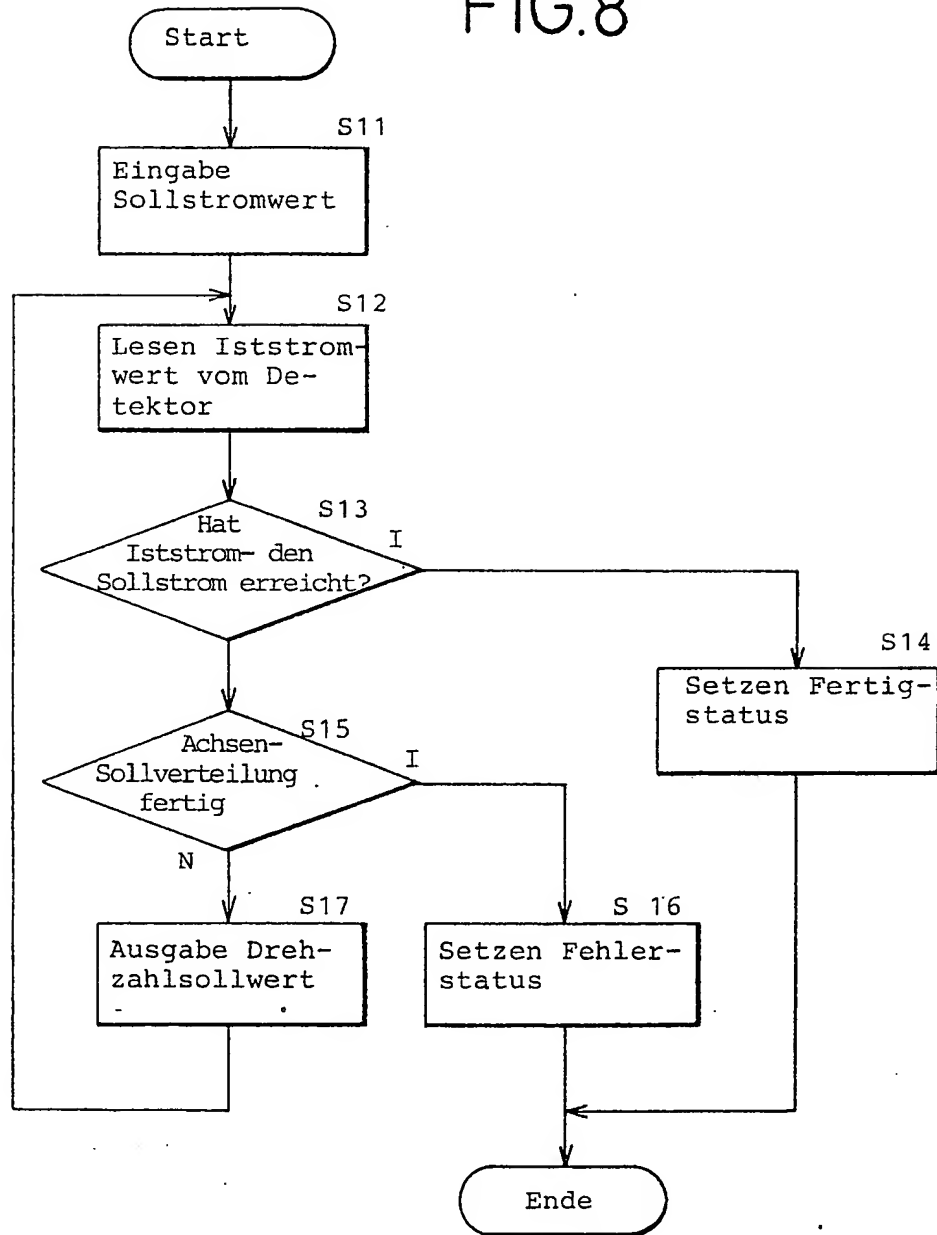 FIG.8
Start
S11
Eingabe
Sollstromwert
S12
Lesen Iststrom-
wert vom De-
tektor
S13
Hat
Iststrom- den
Sollstrom erreicht?
I
S14
Setzen Fertig-
status
S15
Achsen-
Sollverteilung
fertig
I
N
S17
Ausgabe Dreh-
zahlsollwert
S 16
Setzen Fehler-
status
Ende